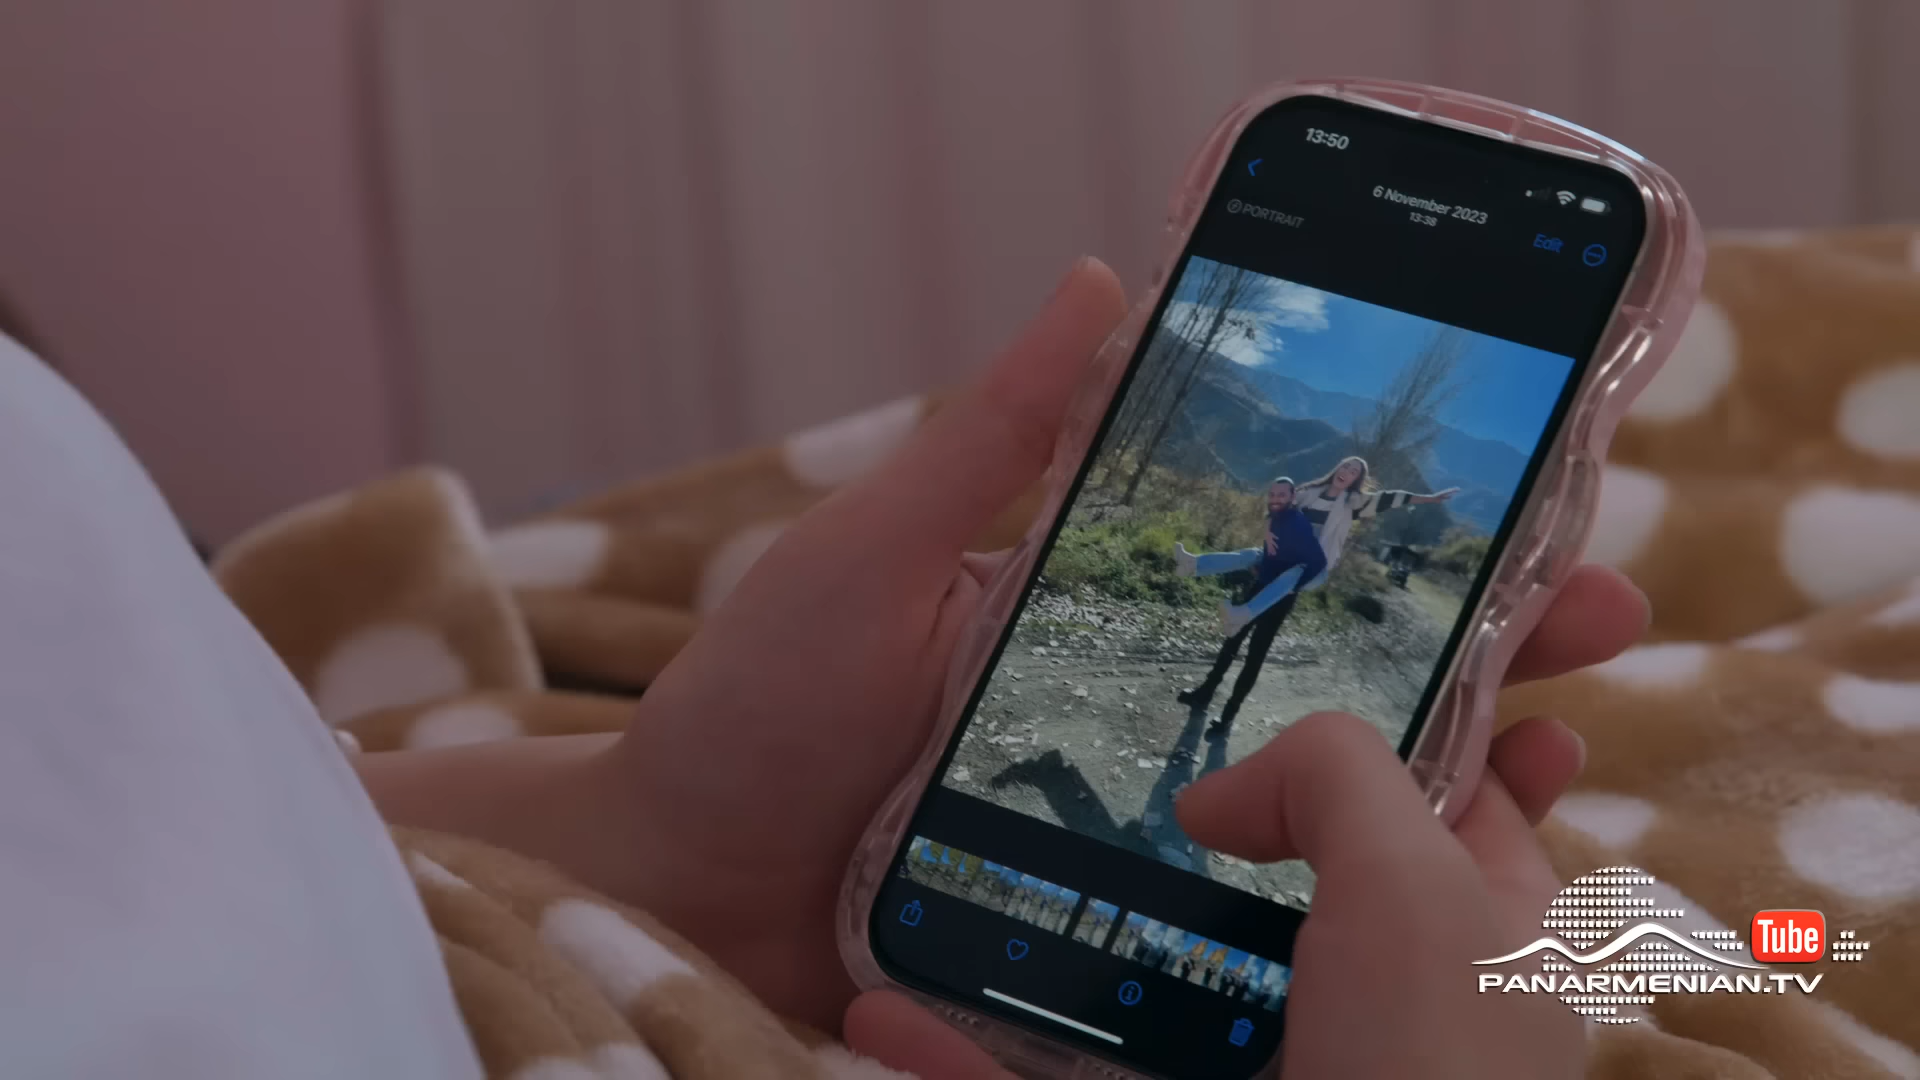 13:50
6 November 2023
13:38
PORTRAIT
Edit
Tube
PANARMENIAN.TV